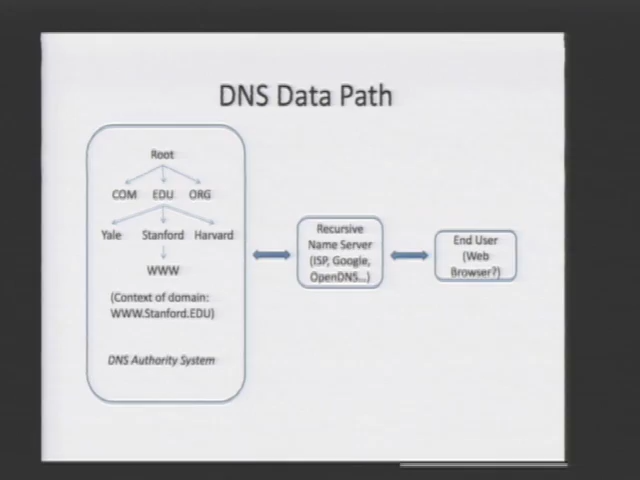 DNS Data Path
Root
COM EDU ORG
Yale Stanford Harvard
WWW
(Context of domain:
WWW.Stanford.EDU)
DNS Authority System
Recursive
Name Server
(ISP, Google,
OpenDNS...)
End User
(Web
Browser?)